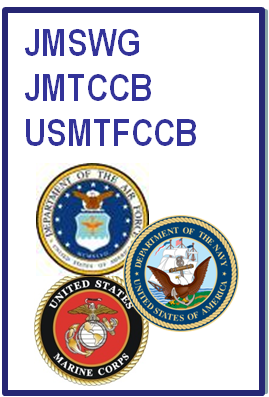 JMSWG
JMTCCB
USMTFCCB
DEPARTMENT OF THE AIR FORCE
UNITED STATES OF AMERICA
DEPARTMENT OF THE NAVY
UNITED STATES OF AMERICA
UNITED STATES
MARINE CORPS